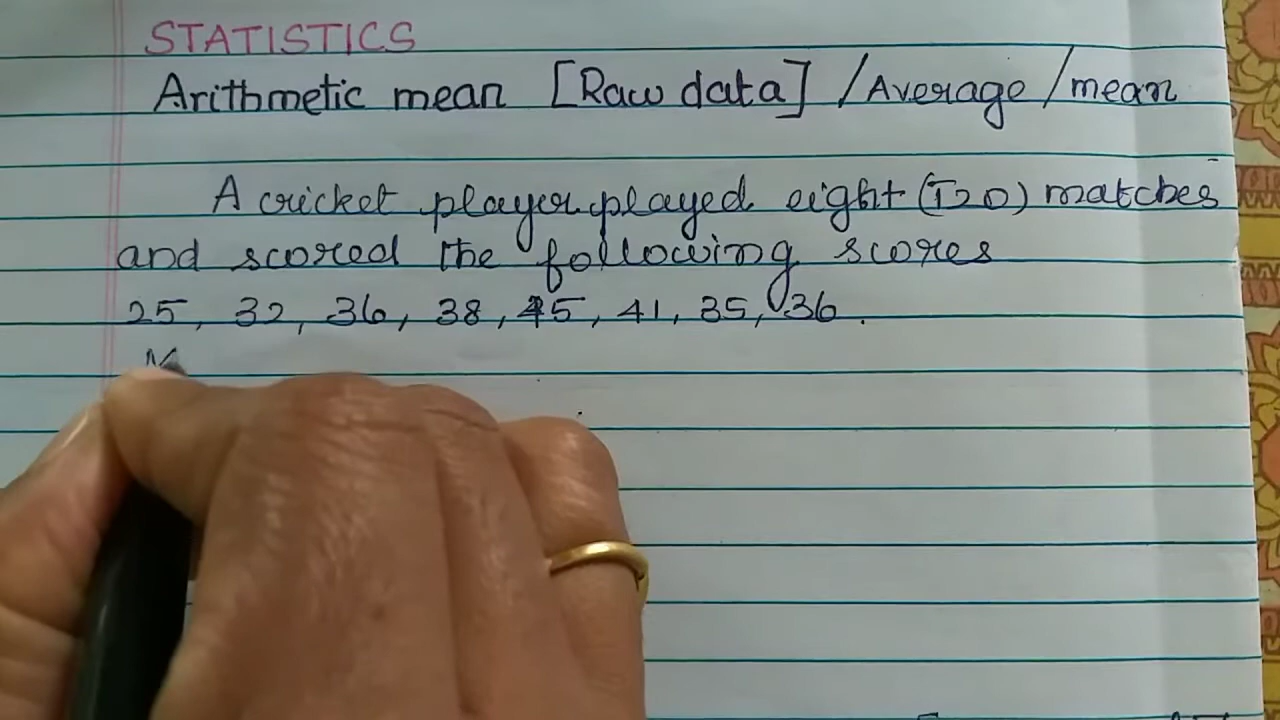 STATISTICS
Arithmetic mean [Raw data] / Average / mean
A cricket player played eight (T20) matches
and scored the following scores
25, 32, 36, 38, 45, 41, 35, 36.